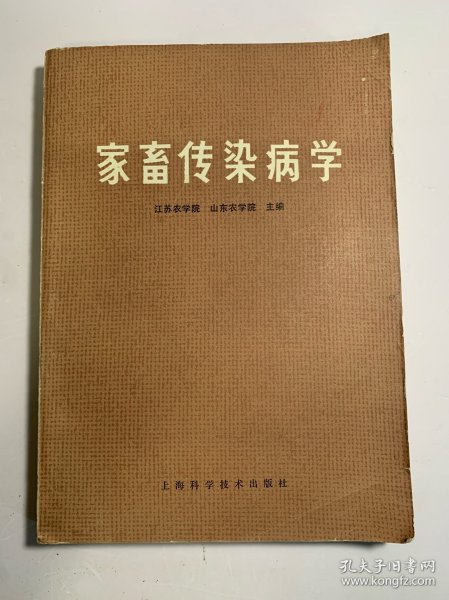 家畜传染病学
江苏农学院 山东农学院 主编
上海科学技术出版社
孔夫子旧书网
www.kongfz.com